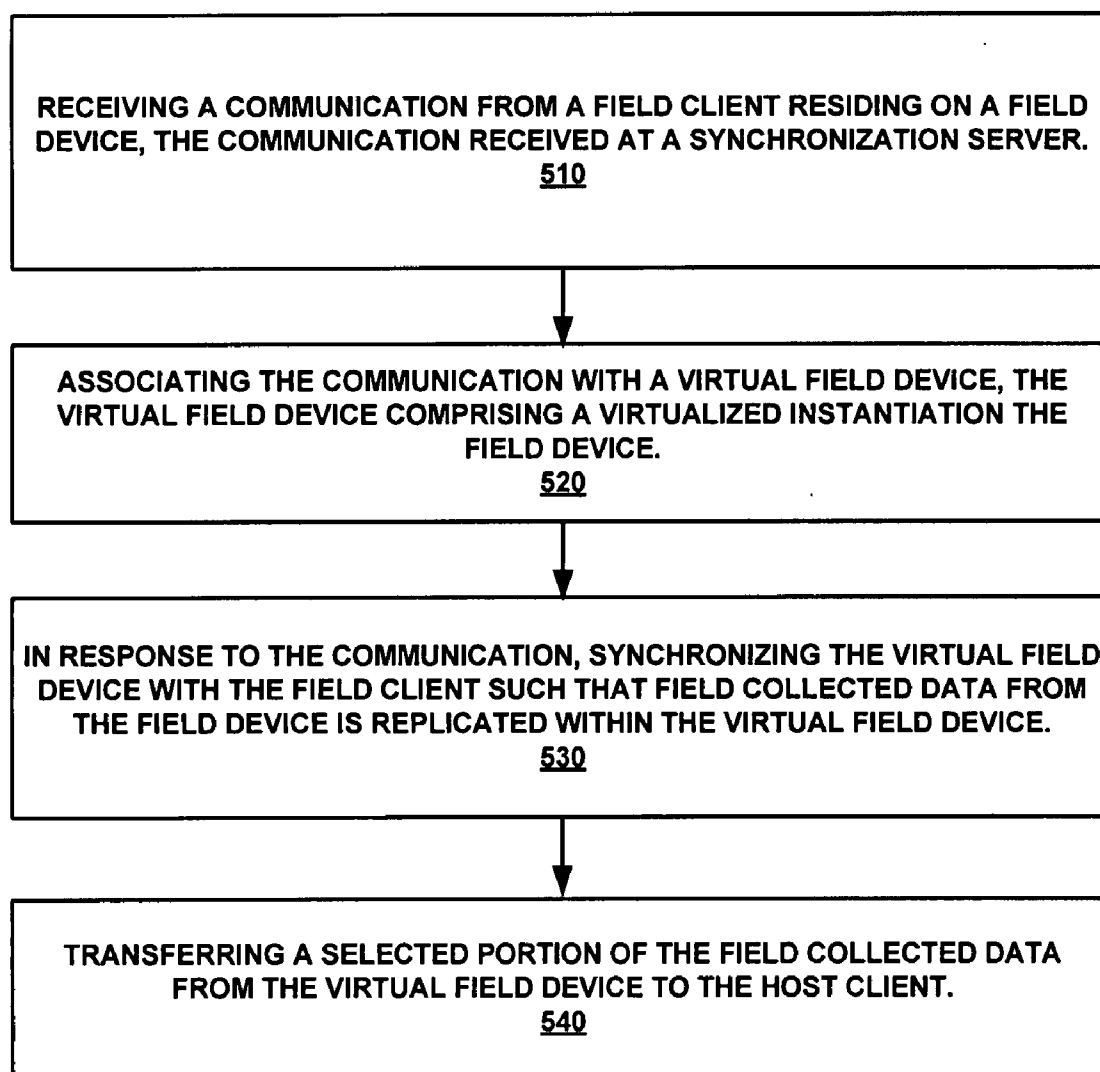 RECEIVING A COMMUNICATION FROM A FIELD CLIENT RESIDING ON A FIELD
DEVICE, THE COMMUNICATION RECEIVED AT A SYNCHRONIZATION SERVER.
510
ASSOCIATING THE COMMUNICATION WITH A VIRTUAL FIELD DEVICE, THE
VIRTUAL FIELD DEVICE COMPRISING A VIRTUALIZED INSTANTIATION THE
FIELD DEVICE.
520
IN RESPONSE TO THE COMMUNICATION, SYNCHRONIZING THE VIRTUAL FIELD
DEVICE WITH THE FIELD CLIENT SUCH THAT FIELD COLLECTED DATA FROM
THE FIELD DEVICE IS REPLICATED WITHIN THE VIRTUAL FIELD DEVICE.
530
TRANSFERRING A SELECTED PORTION OF THE FIELD COLLECTED DATA
FROM THE VIRTUAL FIELD DEVICE TO THE HOST CLIENT.
540